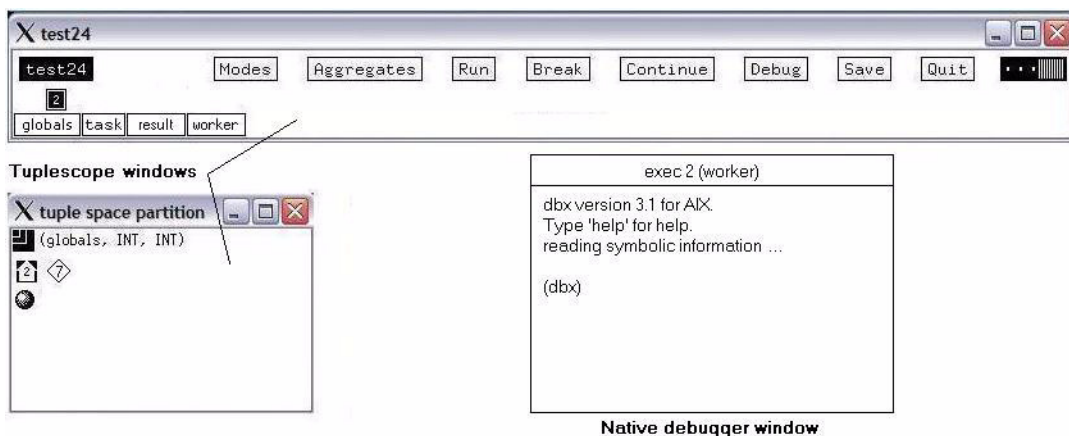 X test24
test24 Modes Aggregates Run Break Continue Debug Save Quit
2
globals task result worker
Tuplescope windows
X tuple space partition
(globals, INT, INT)
2 7
exec 2 (worker)
dbx version 3.1 for AIX.
Type 'help' for help.
reading symbolic information ...
(dbx)
Native debugger window